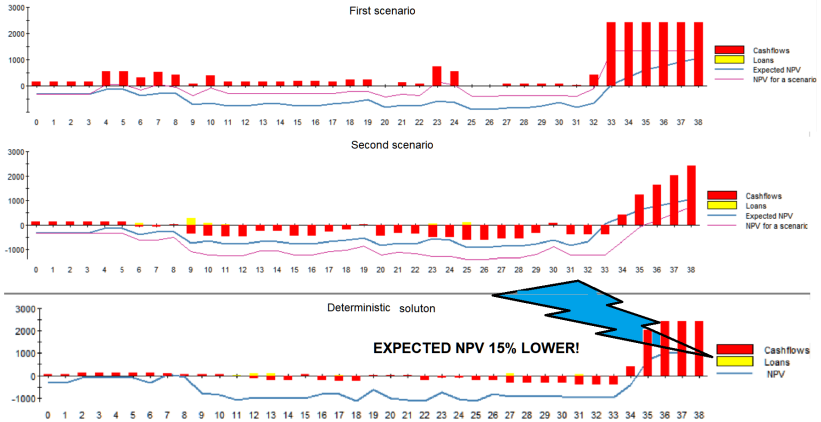 First scenario
3000
2000
1000
0
Cashflows
Loans
Expected NPV
NPV for a scenario
0 1 2 3 4 5 6 7 8 9 10 11 12 13 14 15 16 17 18 19 20 21 22 23 24 25 26 27 28 29 30 31 32 33 34 35 36 37 38
Second scenario
3000
2000
1000
0
-1000
Cashflows
Loans
Expected NPV
NPV for a scenaric
0 1 2 3 4 5 6 7 8 9 10 11 12 13 14 15 16 17 18 19 20 21 22 23 24 25 26 27 28 29 30 31 32 33 34 35 36 37 38
Deterministic soluton
3000
2000
1000
0
-1000
EXPECTED NPV 15% LOWER!
Cashflows
Loans
NPV
0 1 2 3 4 5 6 7 8 9 10 11 12 13 14 15 16 17 18 19 20 21 22 23 24 25 26 27 28 29 30 31 32 33 34 35 36 37 38